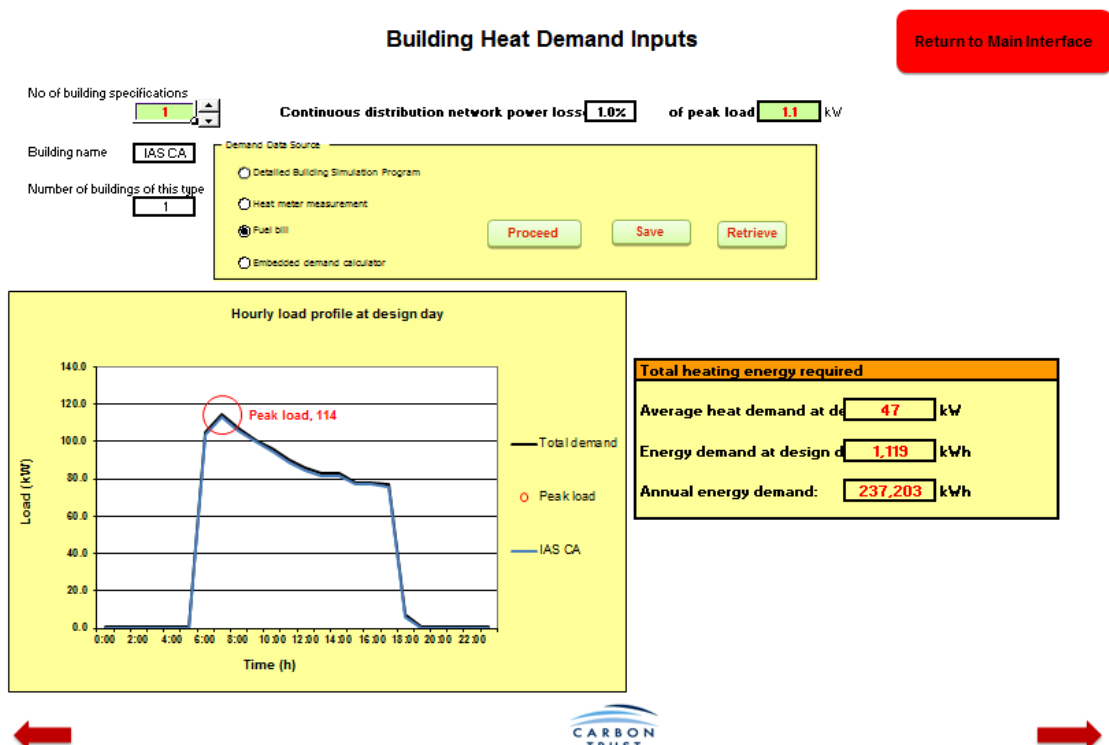 Building Heat Demand Inputs
Return to Main Interface
No of building specifications
1
Continuous distribution network power loss 1.0% of peak load 1.1 kW
Building name IAS CA
Number of buildings of this type
1
Demand Data Source
Detailed Building Simulation Program
Heat meter measurement
Fuel bill
Embedded demand calculator
Proceed Save Retrieve
Hourly load profile at design day
140.0
120.0
100.0
80.0
60.0
40.0
20.0
0.0
Load (kW)
Peak load, 114
0:00 2:00 4:00 6:00 8:00 10:00 12:00 14:00 16:00 18:00 20:00 22:00
Time (h)
Total demand
Peak load
IAS CA
Total heating energy required
Average heat demand at de 47 kW
Energy demand at design d 1,119 kWh
Annual energy demand: 237,203 kWh
CARBON
TRUST